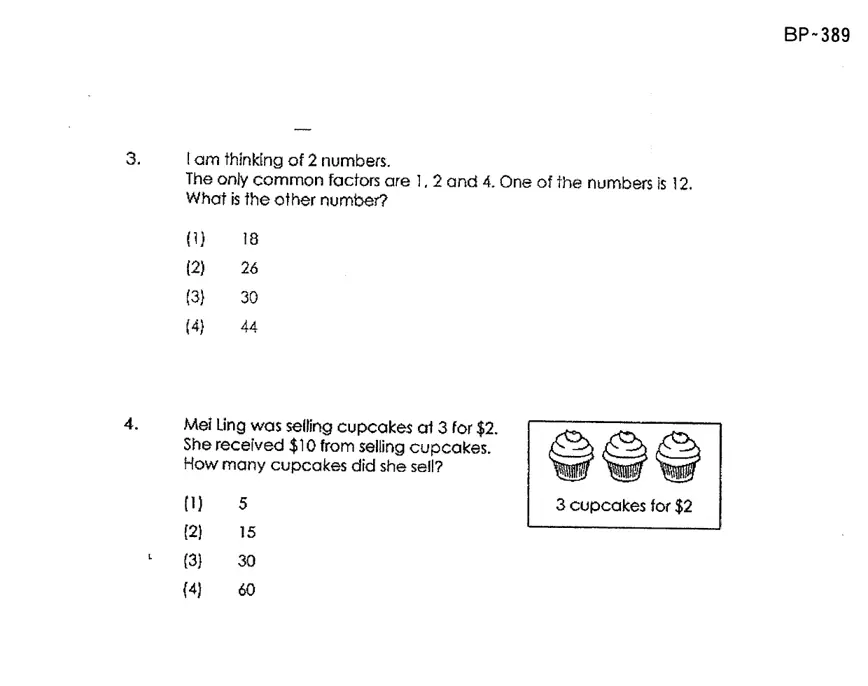 BP-389
3. I am thinking of 2 numbers.
The only common factors are 1, 2 and 4. One of the numbers is 12.
What is the other number?
(1) 18
(2) 26
(3) 30
(4) 44
4. Mei Ling was selling cupcakes at 3 for $2.
She received $10 from selling cupcakes.
How many cupcakes did she sell?
3 cupcakes for $2
(1) 5
(2) 15
(3) 30
(4) 60